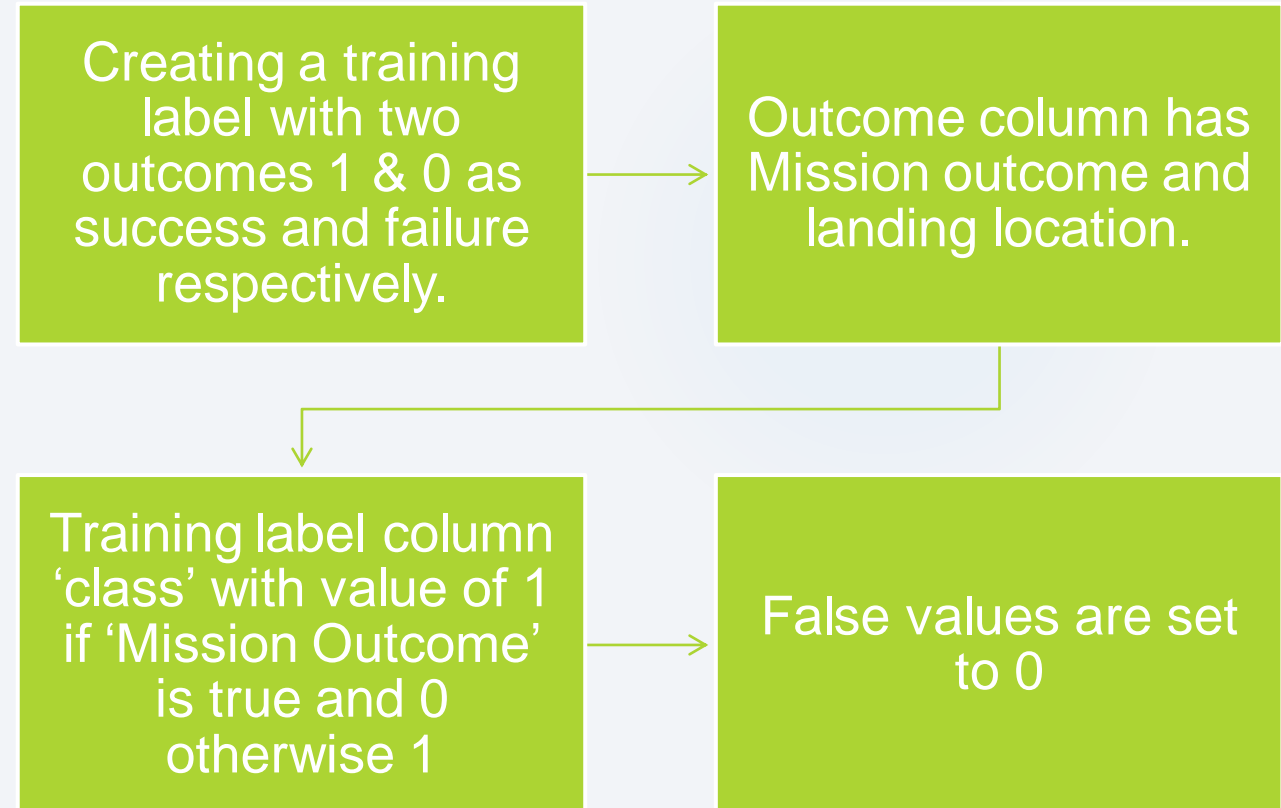 Creating a training
label with two
outcomes 1 & 0 as
success and failure
respectively.
Outcome column has
Mission outcome and
landing location.
Training label column
‘class’ with value of 1
if ‘Mission Outcome’
is true and 0
otherwise 1
False values are set
to 0